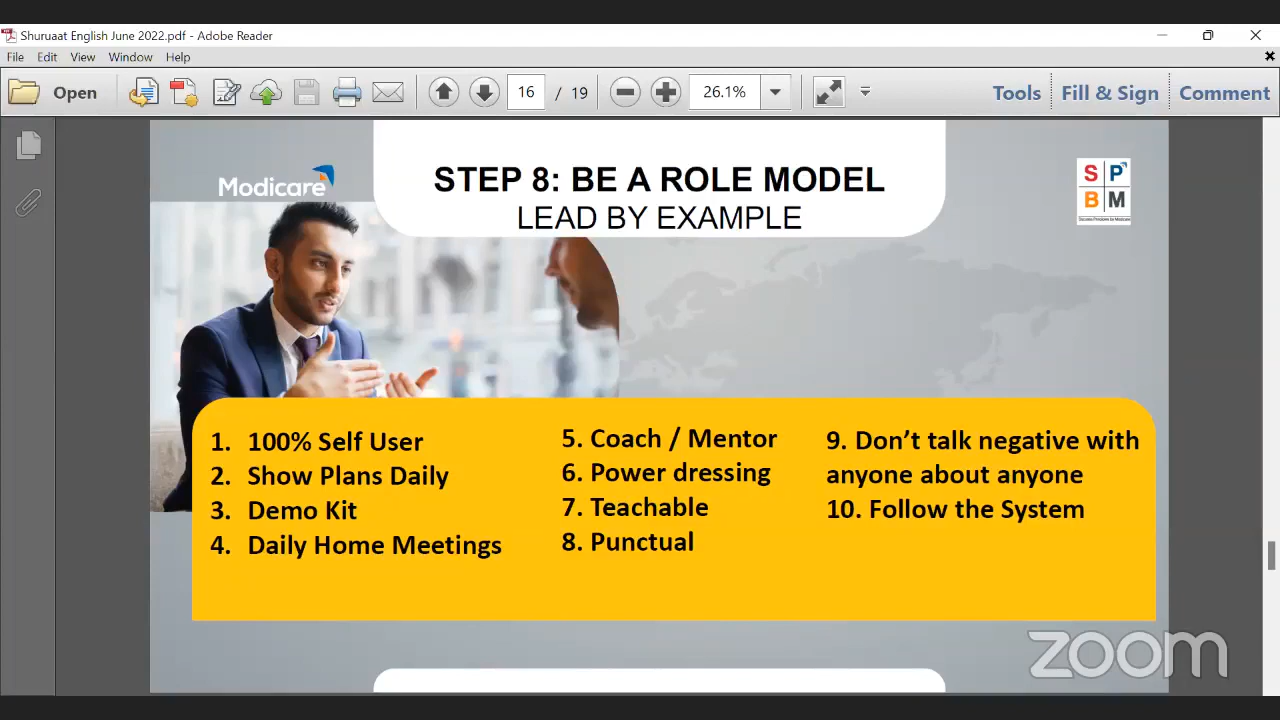 Shuruaat English June 2022.pdf - Adobe Reader
File Edit View Window Help
Open
16 / 19
26.1%
Tools Fill & Sign Comment
Modicare
STEP 8: BE A ROLE MODEL
LEAD BY EXAMPLE
S P
B M
1. 100% Self User
2. Show Plans Daily
3. Demo Kit
4. Daily Home Meetings
5. Coach / Mentor
6. Power dressing
7. Teachable
8. Punctual
9. Don’t talk negative with
anyone about anyone
10. Follow the System
zoom